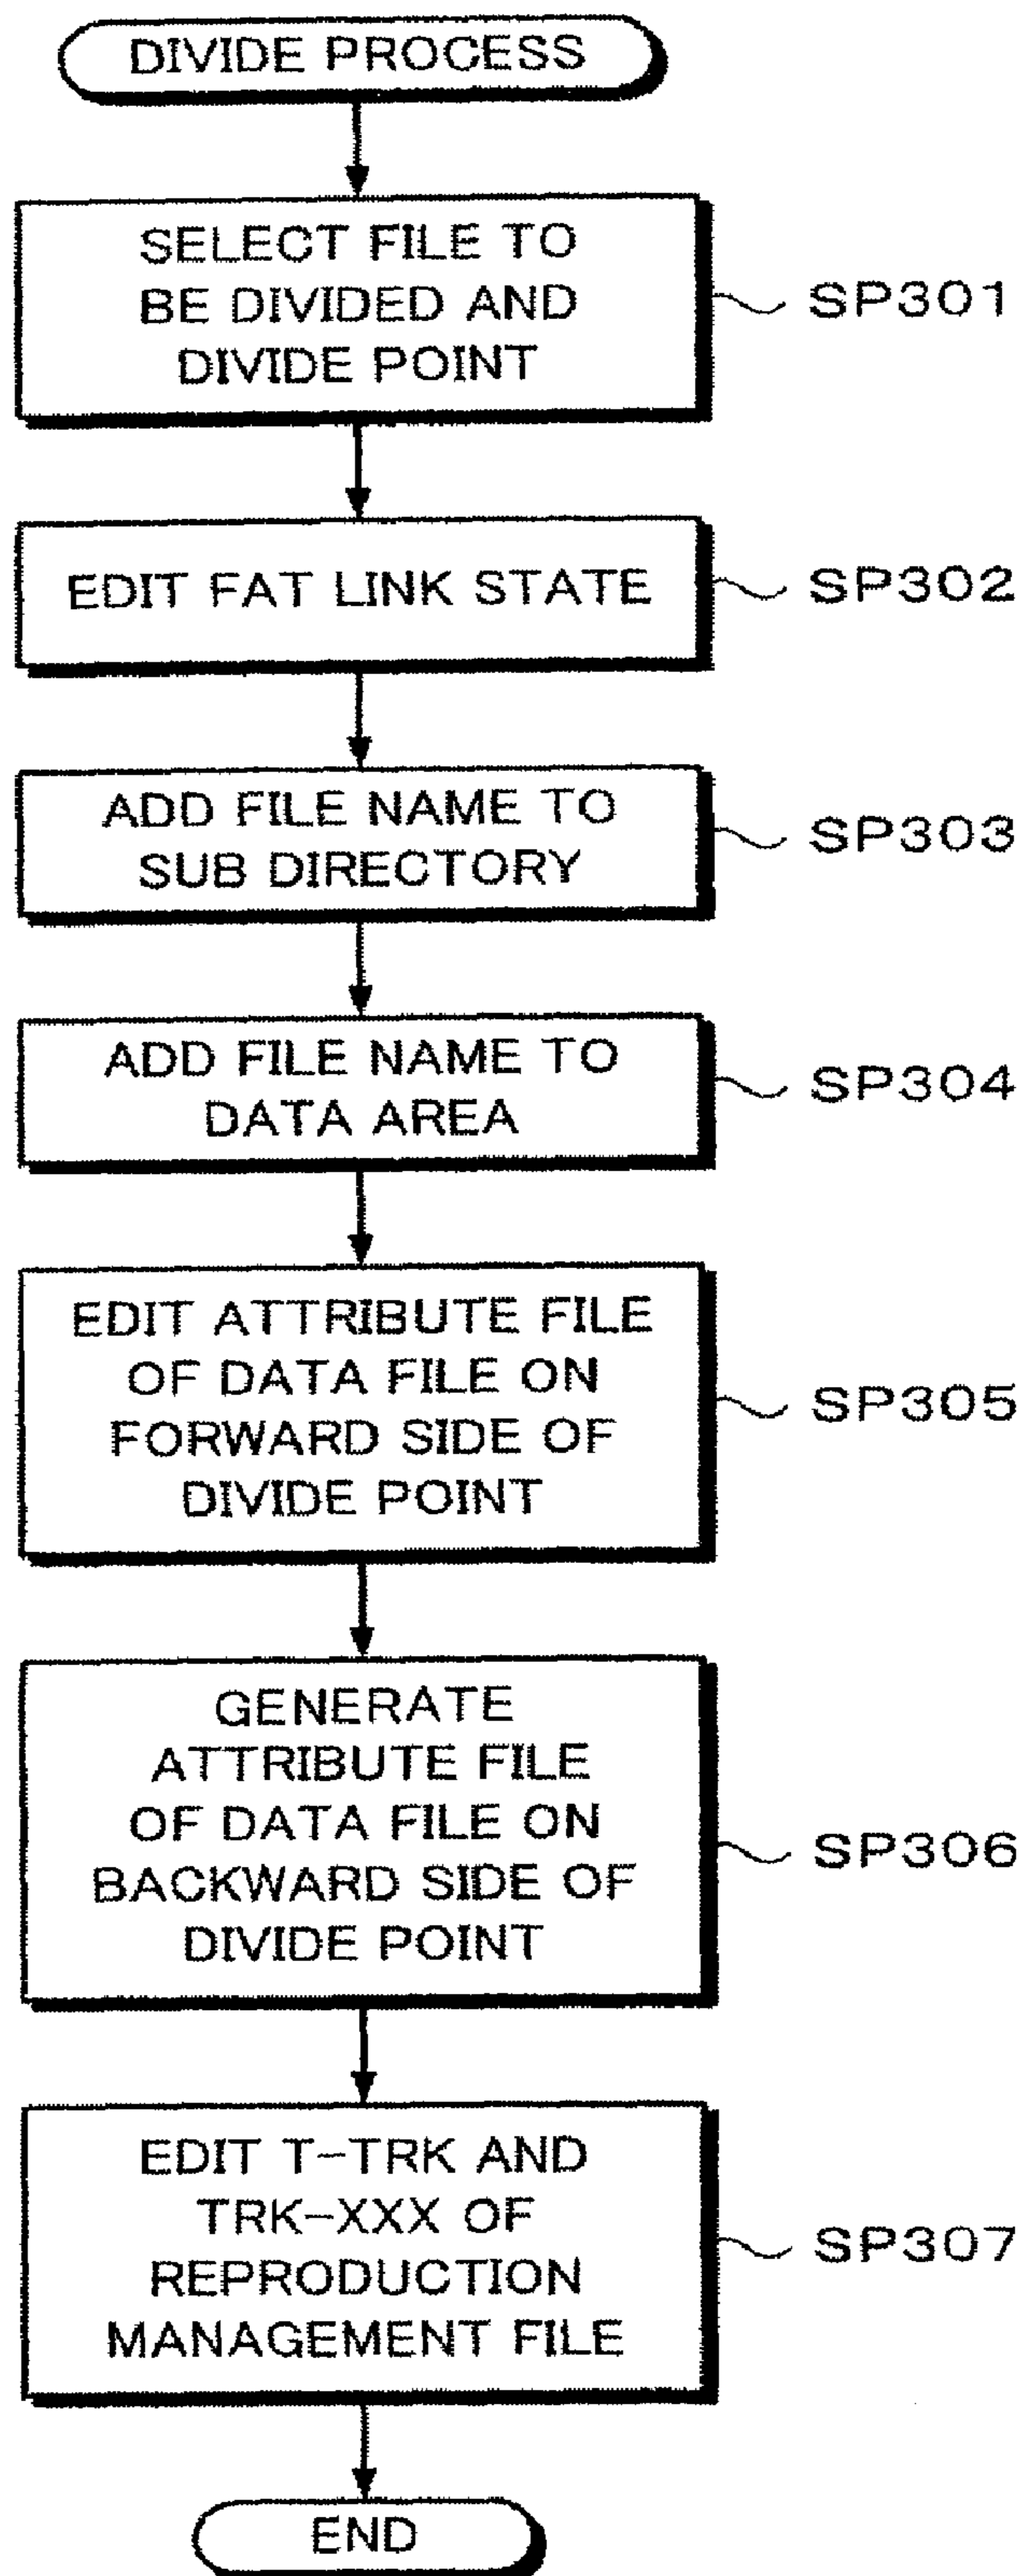 DIVIDE PROCESS
SELECT FILE TO
BE DIVIDED AND
DIVIDE POINT
SP301
EDIT FAT LINK STATE
SP302
ADD FILE NAME TO
SUB DIRECTORY
SP303
ADD FILE NAME TO
DATA AREA
SP304
EDIT ATTRIBUTE FILE
OF DATA FILE ON
FORWARD SIDE OF
DIVIDE POINT
SP305
GENERATE
ATTRIBUTE FILE
OF DATA FILE ON
BACKWARD SIDE OF
DIVIDE POINT
SP306
EDIT T-TRK AND
TRK-XXX OF
REPRODUCTION
MANAGEMENT FILE
SP307
END